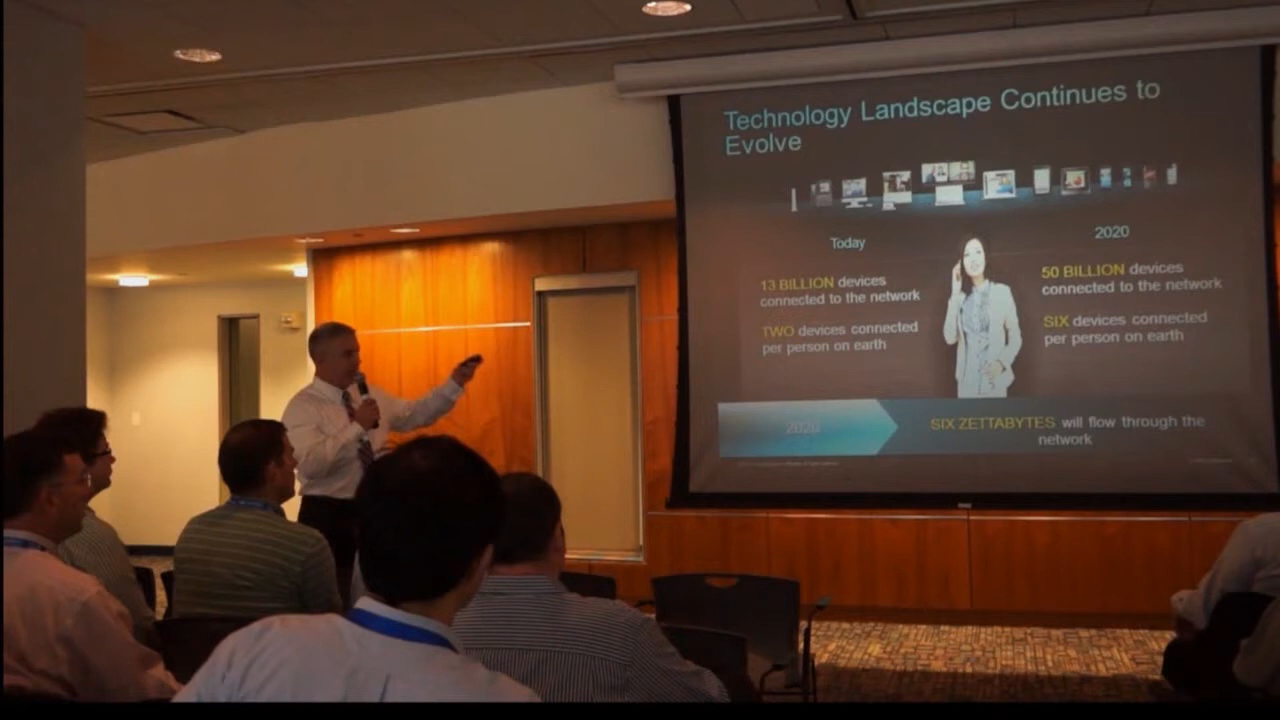 Technology Landscape Continues to
Evolve
Today
13 BILLION devices
connected to the network
TWO devices connected
per person on earth
2020
50 BILLION devices
connected to the network
SIX devices connected
per person on earth
2020
SIX ZETTABYTES will flow through the
network